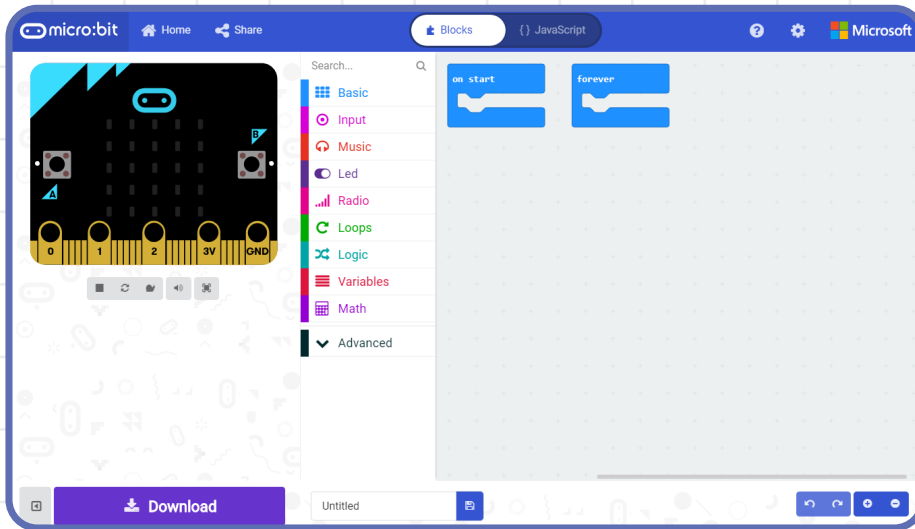 micro:bit
Home
Share
Blocks
{} JavaScript
Microsoft
Search...
Basic
Input
Music
Led
Radio
Loops
Logic
Variables
Math
Advanced
on start
forever
A
B
0
1
2
3V
GND
Download
Untitled